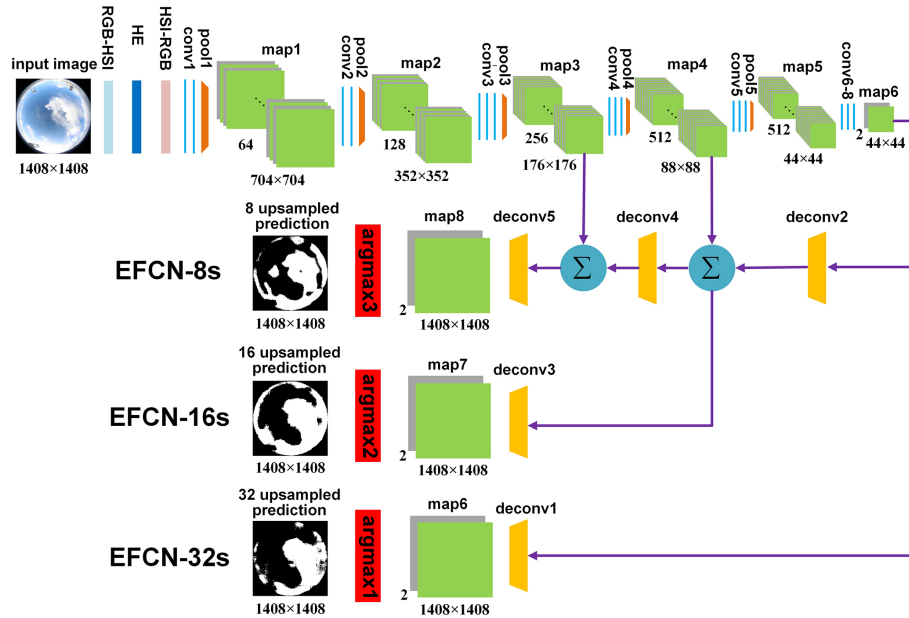 input image
1408×1408
RGB-HSI
HE
HSI-RGB
conv1
pool1
map1
64
704×704
conv2
pool2
map2
128
352×352
conv3
pool3
map3
256
176×176
conv4
pool4
map4
512
88×88
conv5
pool5
map5
512
44×44
conv6-8
map6
2
44×44
EFCN-8s
8 upsampled
prediction
1408×1408
argmax3
map8
2
1408×1408
deconv5
Σ
deconv4
Σ
deconv2
EFCN-16s
16 upsampled
prediction
1408×1408
argmax2
map7
2
1408×1408
deconv3
EFCN-32s
32 upsampled
prediction
1408×1408
argmax1
map6
2
1408×1408
deconv1